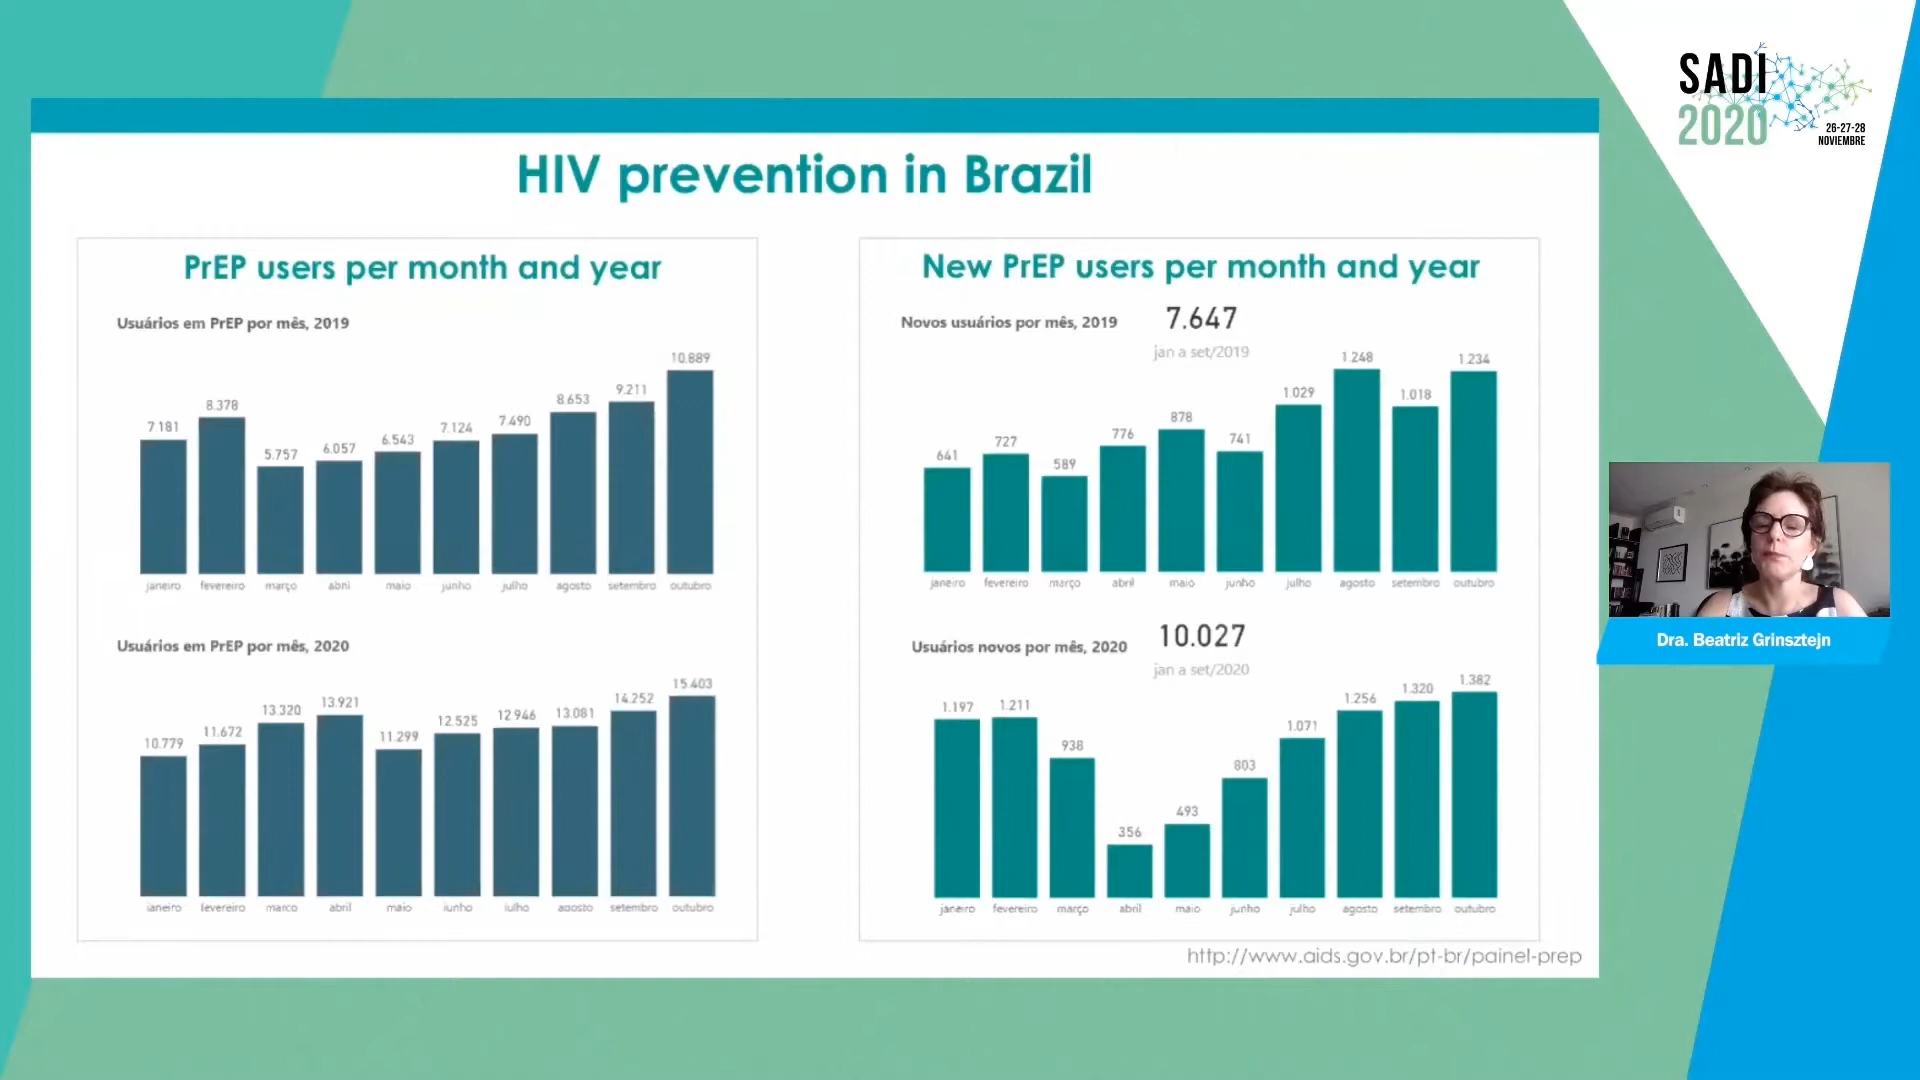 SADI
2020
26-27-28
NOVIEMBRE
HIV prevention in Brazil
PrEP users per month and year
Usuários em PrEP por mês, 2019
7.181 8.378 5.757 6.057 6.543 7.124 7.490 8.653 9.211 10.889
janeiro fevereiro março abril maio junho julho agosto setembro outubro
Usuários em PrEP por mês, 2020
10.779 11.672 13.320 13.921 11.299 12.525 12.946 13.081 14.252 15.403
janeiro fevereiro março abril maio junho julho agosto setembro outubro
New PrEP users per month and year
Novos usuários por mês, 2019 7.647
jan a set/2019
641 727 589 776 878 741 1.029 1.248 1.018 1.234
janeiro fevereiro março abril maio junho julho agosto setembro outubro
Usuários novos por mês, 2020 10.027
jan a set/2020
1.197 1.211 938 356 493 803 1.071 1.256 1.320 1.382
janeiro fevereiro março abril maio junho julho agosto setembro outubro
http://www.aids.gov.br/pt-br/painel-prep
Dra. Beatriz Grinsztejn